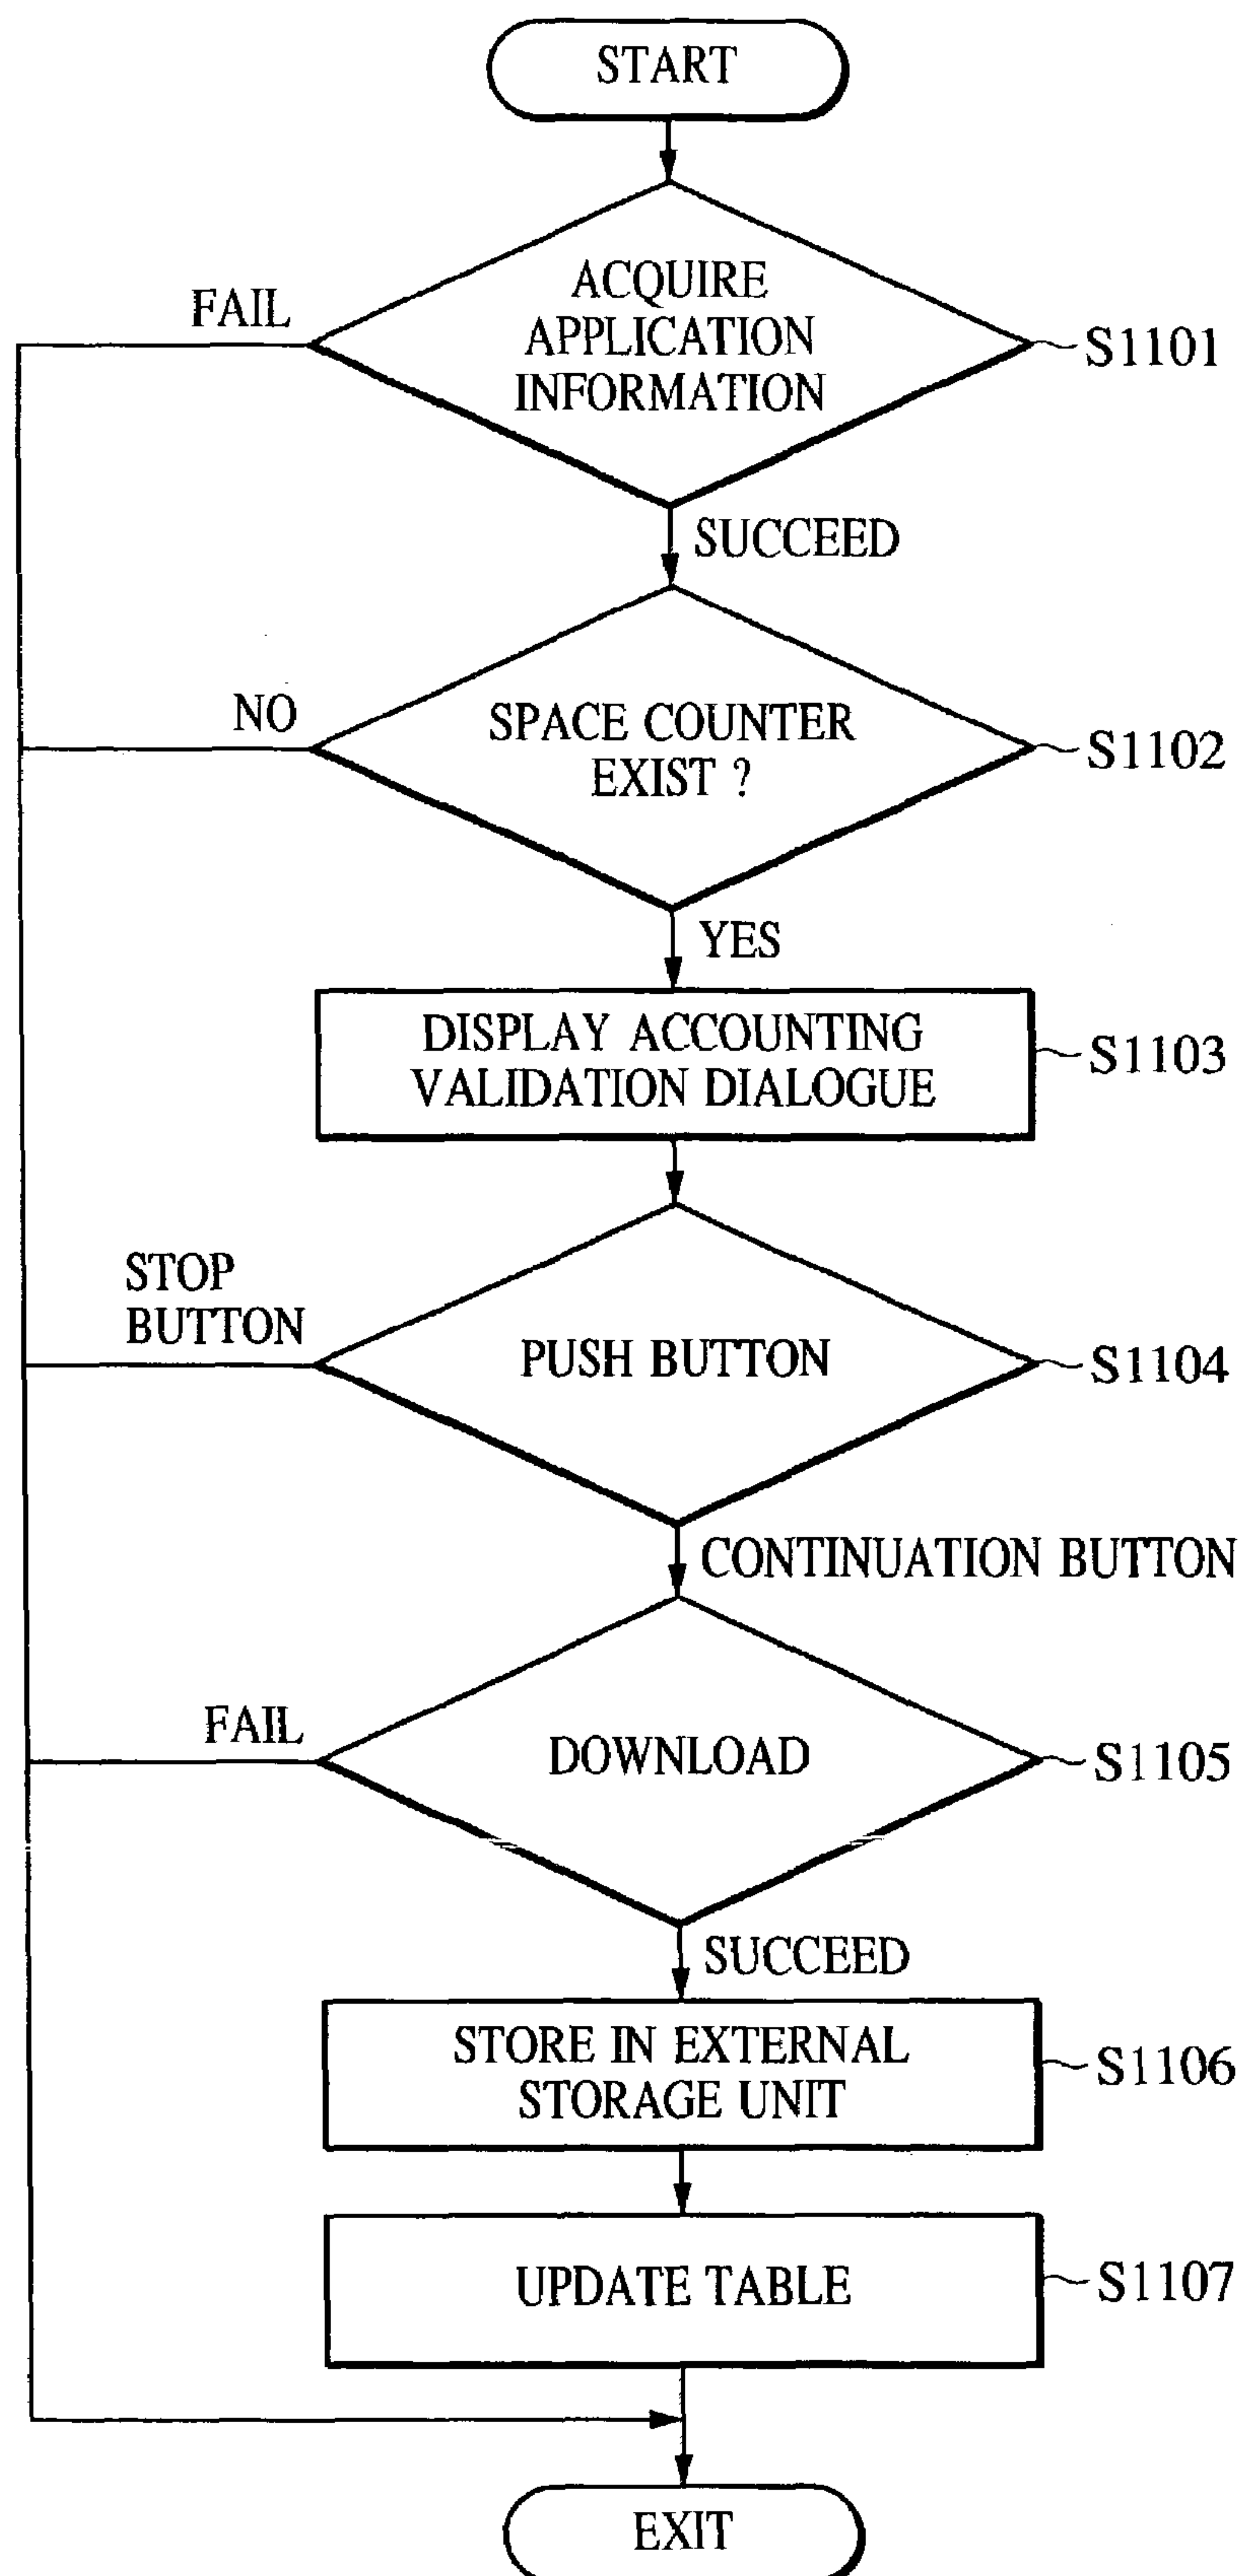 START
FAIL
ACQUIRE
APPLICATION
INFORMATION
S1101
SUCCEED
NO
SPACE COUNTER
EXIST ?
S1102
YES
DISPLAY ACCOUNTING
VALIDATION DIALOGUE
S1103
STOP
BUTTON
PUSH BUTTON
S1104
CONTINUATION BUTTON
FAIL
DOWNLOAD
S1105
SUCCEED
STORE IN EXTERNAL
STORAGE UNIT
S1106
UPDATE TABLE
S1107
EXIT